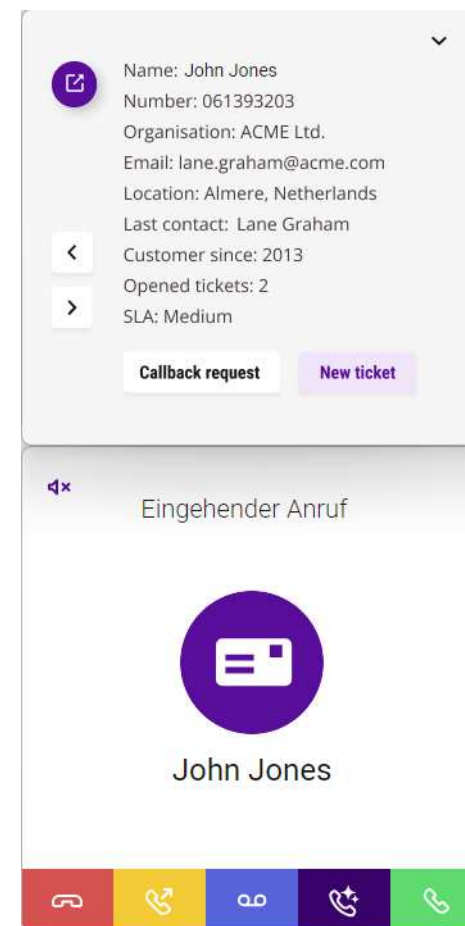 Name: John Jones
Number: 061393203
Organisation: ACME Ltd.
Email: lane.graham@acme.com
Location: Almere, Netherlands
Last contact: Lane Graham
Customer since: 2013
Opened tickets: 2
SLA: Medium
Callback request New ticket
Eingehender Anruf
John Jones